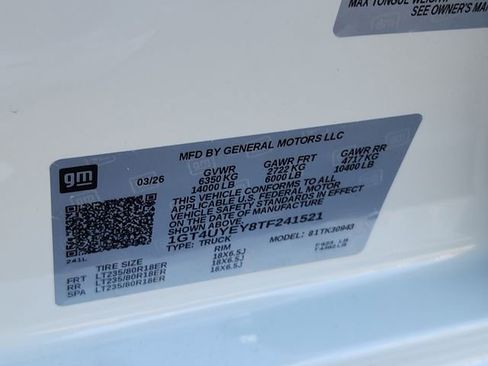 MAX TONGUE WEIGHT
SEE OWNER'S MAN
MFD BY GENERAL MOTORS LLC
gm
03/26
GVWR GAWR FRT GAWR RR
6350 KG 2722 KG 4717 KG
14000 LB 6000 LB 10400 LB
THIS VEHICLE CONFORMS TO ALL
APPLICABLE U.S. FEDERAL MOTOR
VEHICLE SAFETY STANDARDS IN EFFECT
ON THE DATE OF MANUFACTURE
SHOWN ABOVE.
1GT4UYEY8TF241521
TYPE: TRUCK MODEL: 81TK30943
TIRE SIZE RIM
FRT LT235/80R18ER 18X6.5J
RR LT235/80R18ER 18X6.5J
SPA LT235/80R18ER 18X6.5J